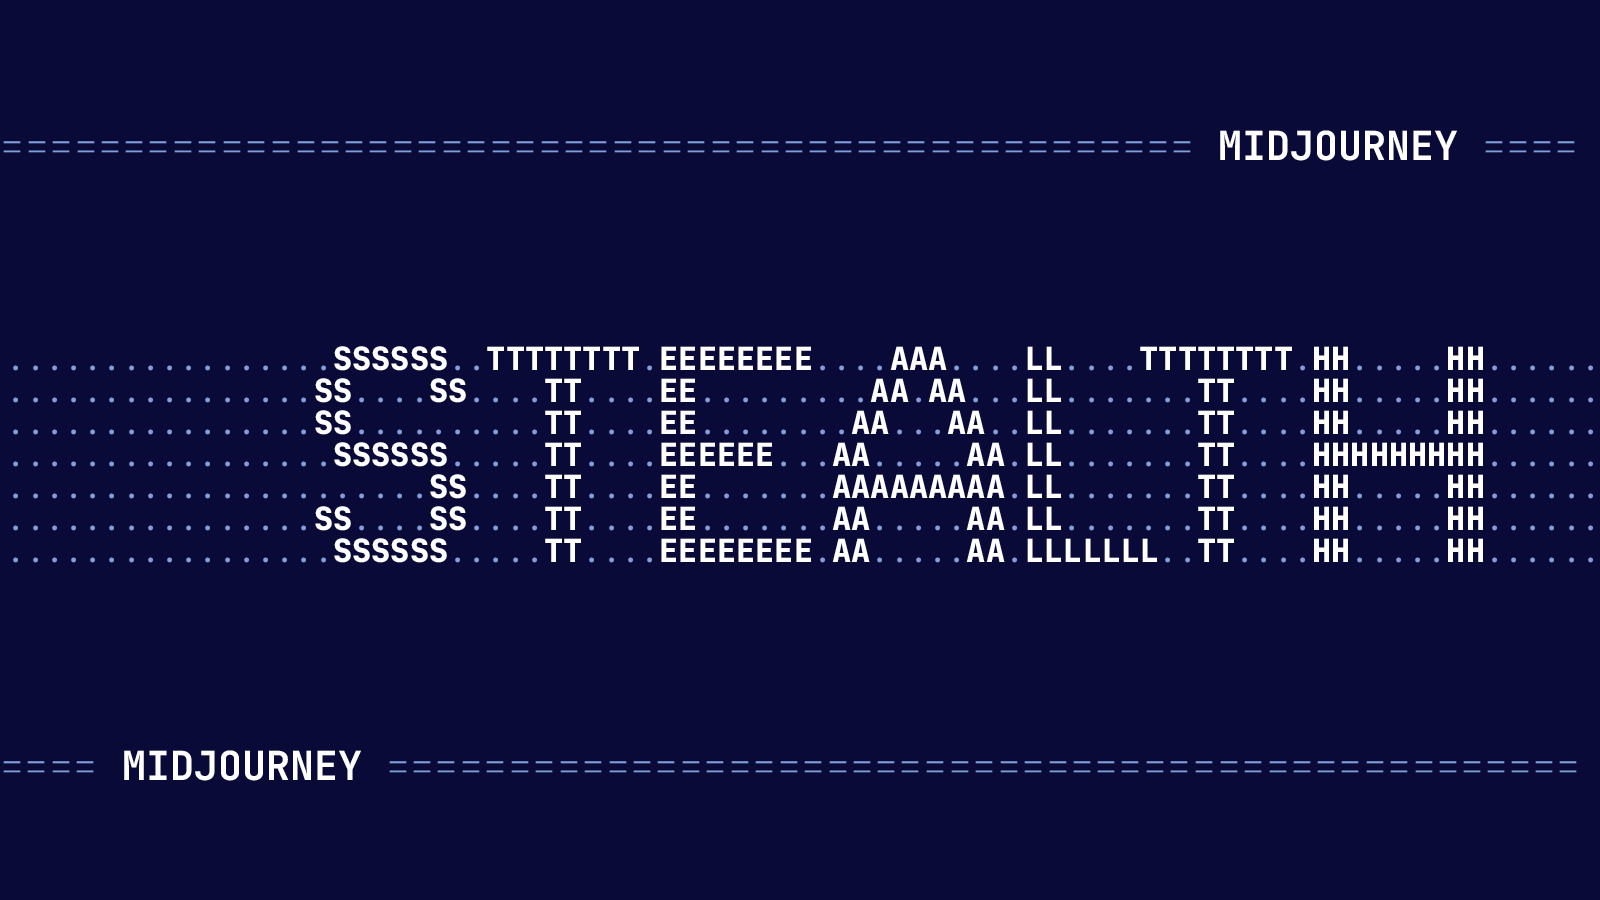 ================================================= MIDJOURNEY ====
.................SSSSSS..TTTTTTTT.EEEEEEEE....AAA....LL....TTTTTTTT.HH.....HH......
................SS....SS....TT....EE.........AA.AA...LL.......TT....HH.....HH......
................SS..........TT....EE........AA...AA..LL.......TT....HH.....HH......
.................SSSSSS.....TT....EEEEEE...AA.....AA.LL.......TT....HHHHHHHHH......
......................SS....TT....EE.......AAAAAAAAA.LL.......TT....HH.....HH......
................SS....SS....TT....EE.......AA.....AA.LL.......TT....HH.....HH......
.................SSSSSS.....TT....EEEEEEEE.AA.....AA.LLLLLLL..TT....HH.....HH......
==== MIDJOURNEY =================================================